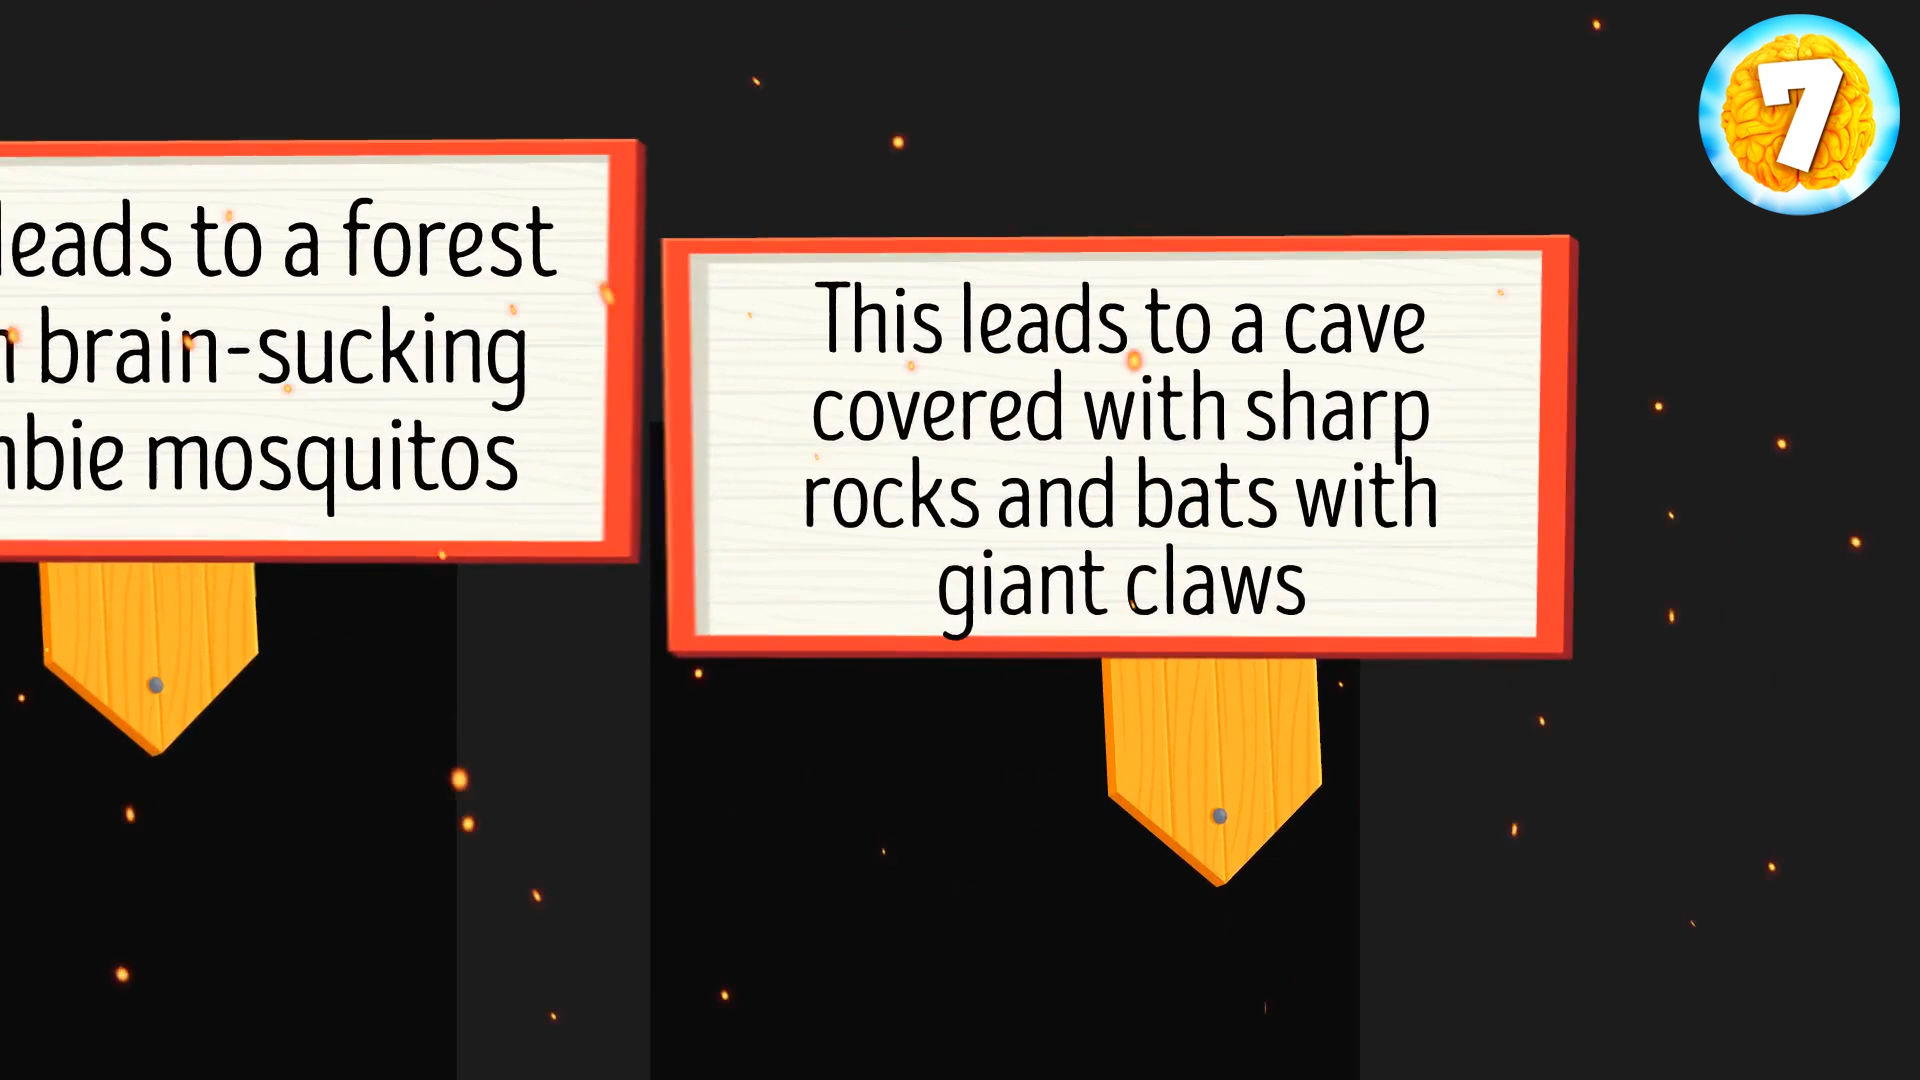 leads to a forest
brain-sucking
mosquitos
This leads to a cave
covered with sharp
rocks and bats with
giant claws
7